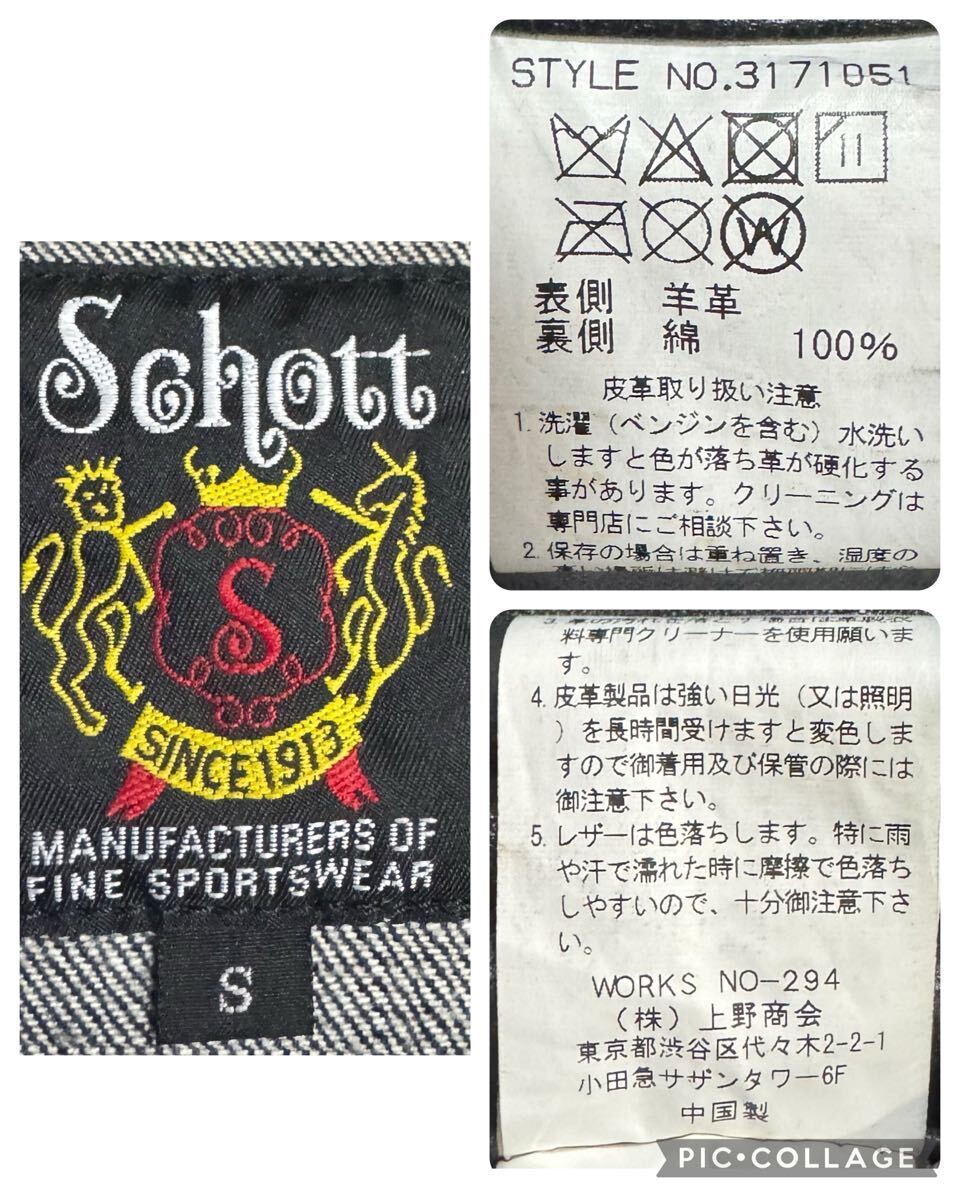 Schott
S
SINCE 1913
MANUFACTURERS OF
FINE SPORTSWEAR
S
STYLE NO.3171051
W
表側 羊革
裏側 綿 100%
皮革取り扱い注意
1. 洗濯（ベンジンを含む）水洗い
しますと色が落ち革が硬化する
事があります。クリーニングは
専門店にご相談下さい。
2. 保存の場合は重ね置き、湿度の
料専門クリーナーを使用願いま
す。
4. 皮革製品は強い日光（又は照明
）を長時間受けますと変色しま
すので御着用及び保管の際には
御注意下さい。
5. レザーは色落ちします。特に雨
や汗で濡れた時に摩擦で色落ち
しやすいので、十分御注意下さ
い。
WORKS NO-294
（株）上野商会
東京都渋谷区代々木2-2-1
小田急サザンタワー6F
中国製
PIC•COLLAGE